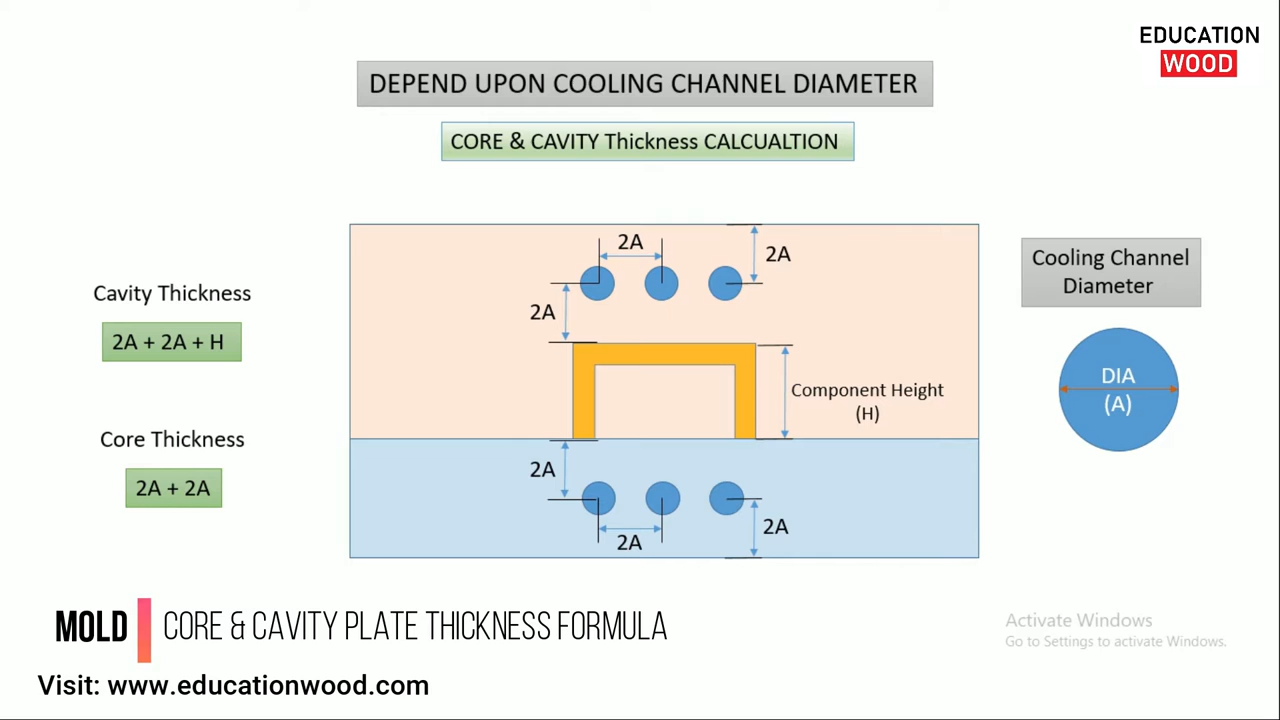 EDUCATION
WOOD
DEPEND UPON COOLING CHANNEL DIAMETER
CORE & CAVITY Thickness CALCUALTION
2A
2A
2A
Cavity Thickness
2A + 2A + H
Component Height
(H)
Cooling Channel
Diameter
DIA
(A)
Core Thickness
2A + 2A
2A
2A
2A
MOLD
CORE & CAVITY PLATE THICKNESS FORMULA
Activate Windows
Go to Settings to activate Windows.
Visit: www.educationwood.com